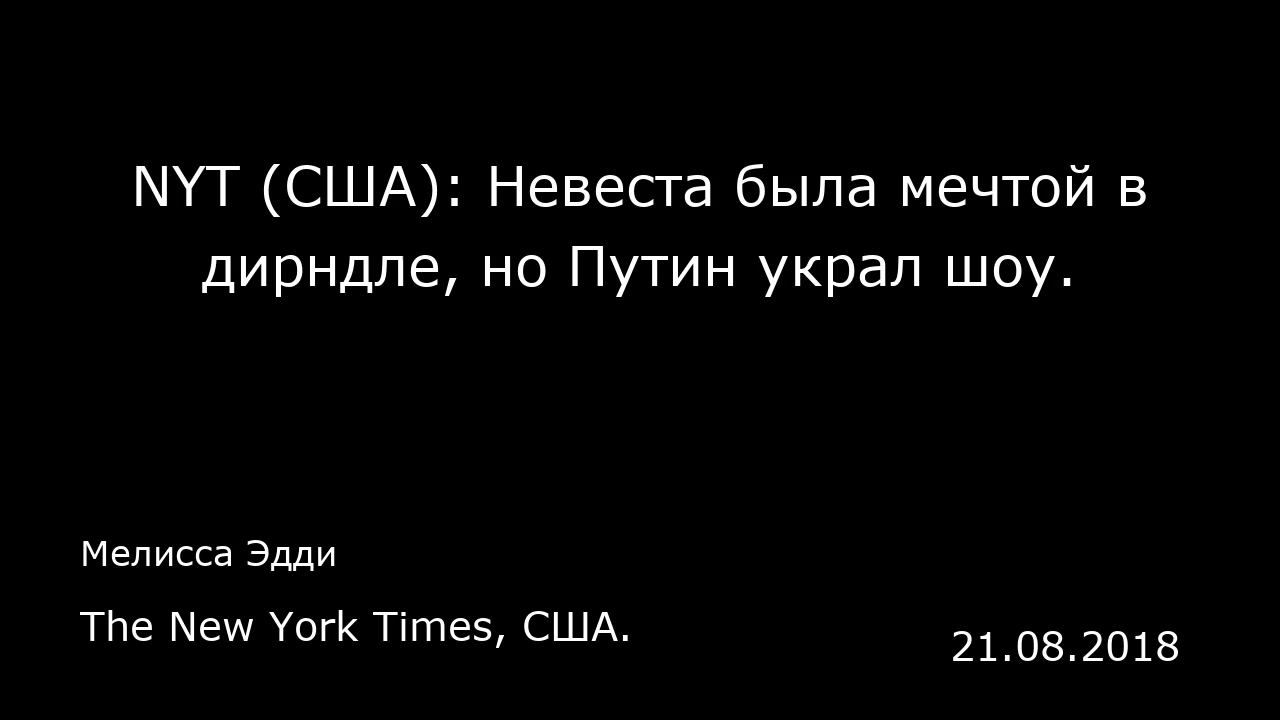 NYT (США): Невеста была мечтой в
дирндле, но Путин украл шоу.
Мелисса Эдди
The New York Times, США.
21.08.2018